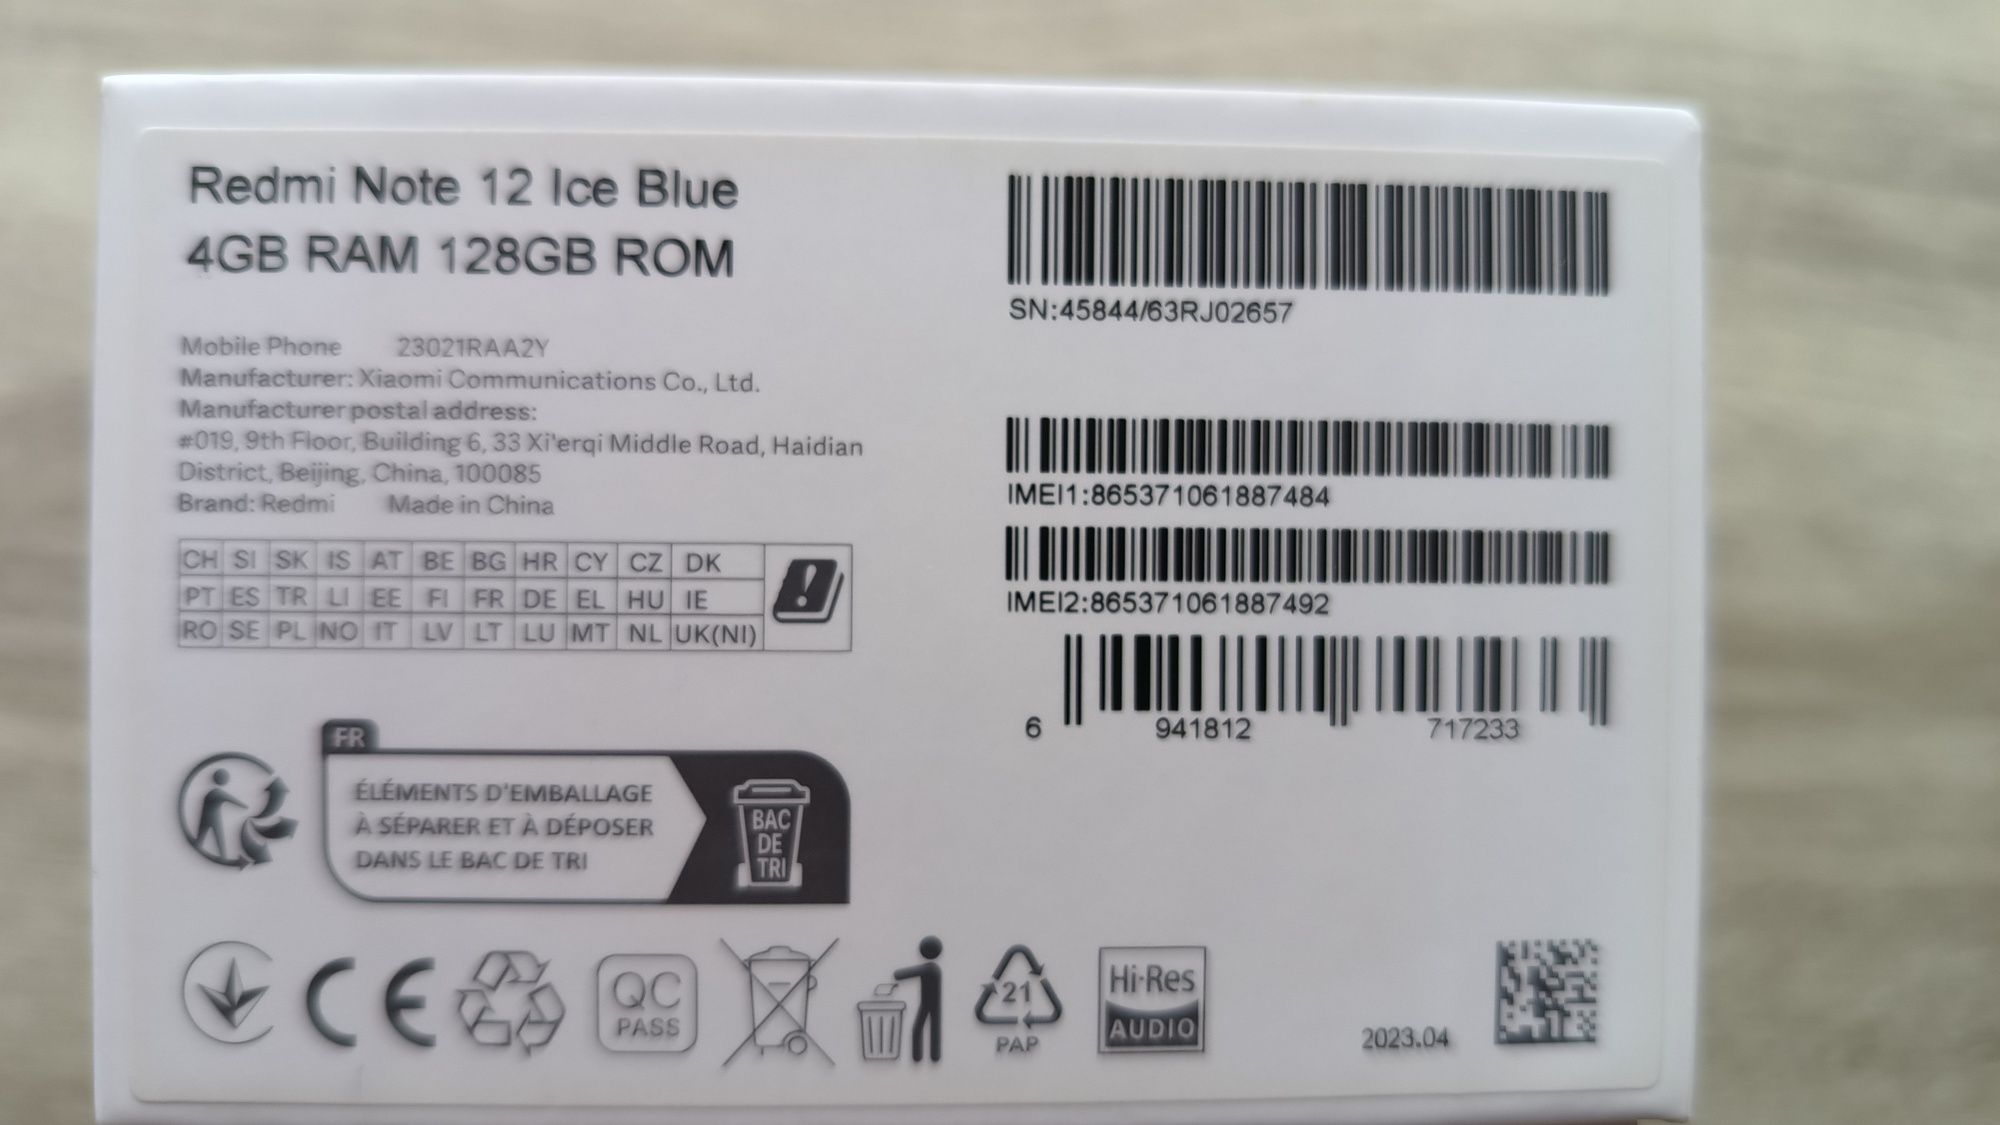 Redmi Note 12 Ice Blue
4GB RAM 128GB ROM
Mobile Phone 23021RAA2Y
Manufacturer: Xiaomi Communications Co., Ltd.
Manufacturer postal address:
#019, 9th Floor, Building 6, 33 Xi'erqi Middle Road, Haidian
District, Beijing, China, 100085
Brand: Redmi Made in China
CH SI SK IS AT BE BG HR CY CZ DK
PT ES TR LI EE FI FR DE EL HU IE
RO SE PL NO IT LV LT LU MT NL UK(NI)
SN:45844/63RJ02657
IMEI1:865371061887484
IMEI2:865371061887492
6 941812 717233
FR
ÉLÉMENTS D'EMBALLAGE
À SÉPARER ET À DÉPOSER
DANS LE BAC DE TRI
BAC
DE
TRI
CE
QC
PASS
21
PAP
Hi-Res
AUDIO
2023.04